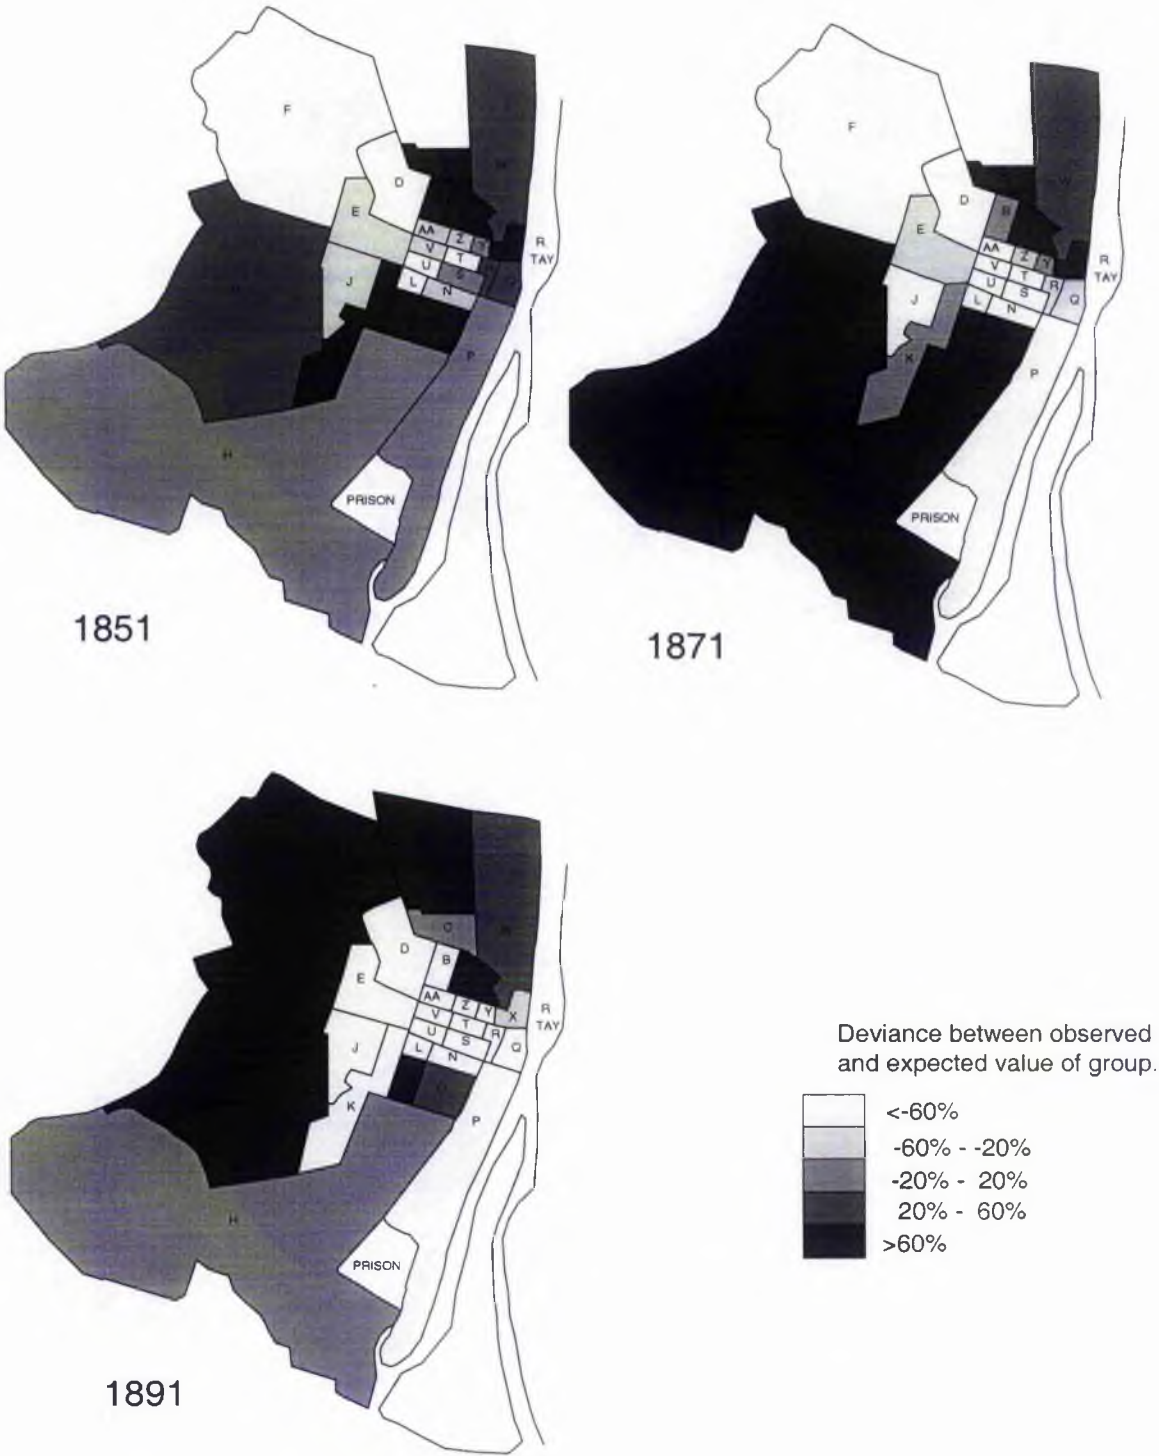 F
D
E
AA
Z
Y
V
T
U
S
L
N
J
Q
R
TAY
P
H
PRISON
1851
F
D
B
W
E
AA
Z
Y
V
T
U
S
R
L
N
Q
J
K
P
R
TAY
PRISON
1871
C
D
B
E
AA
Z
Y
X
V
T
U
S
R
Q
L
N
J
K
P
H
R
TAY
PRISON
1891
Deviance between observed
and expected value of group.
<-60%
-60% - -20%
-20% - 20%
20% - 60%
>60%